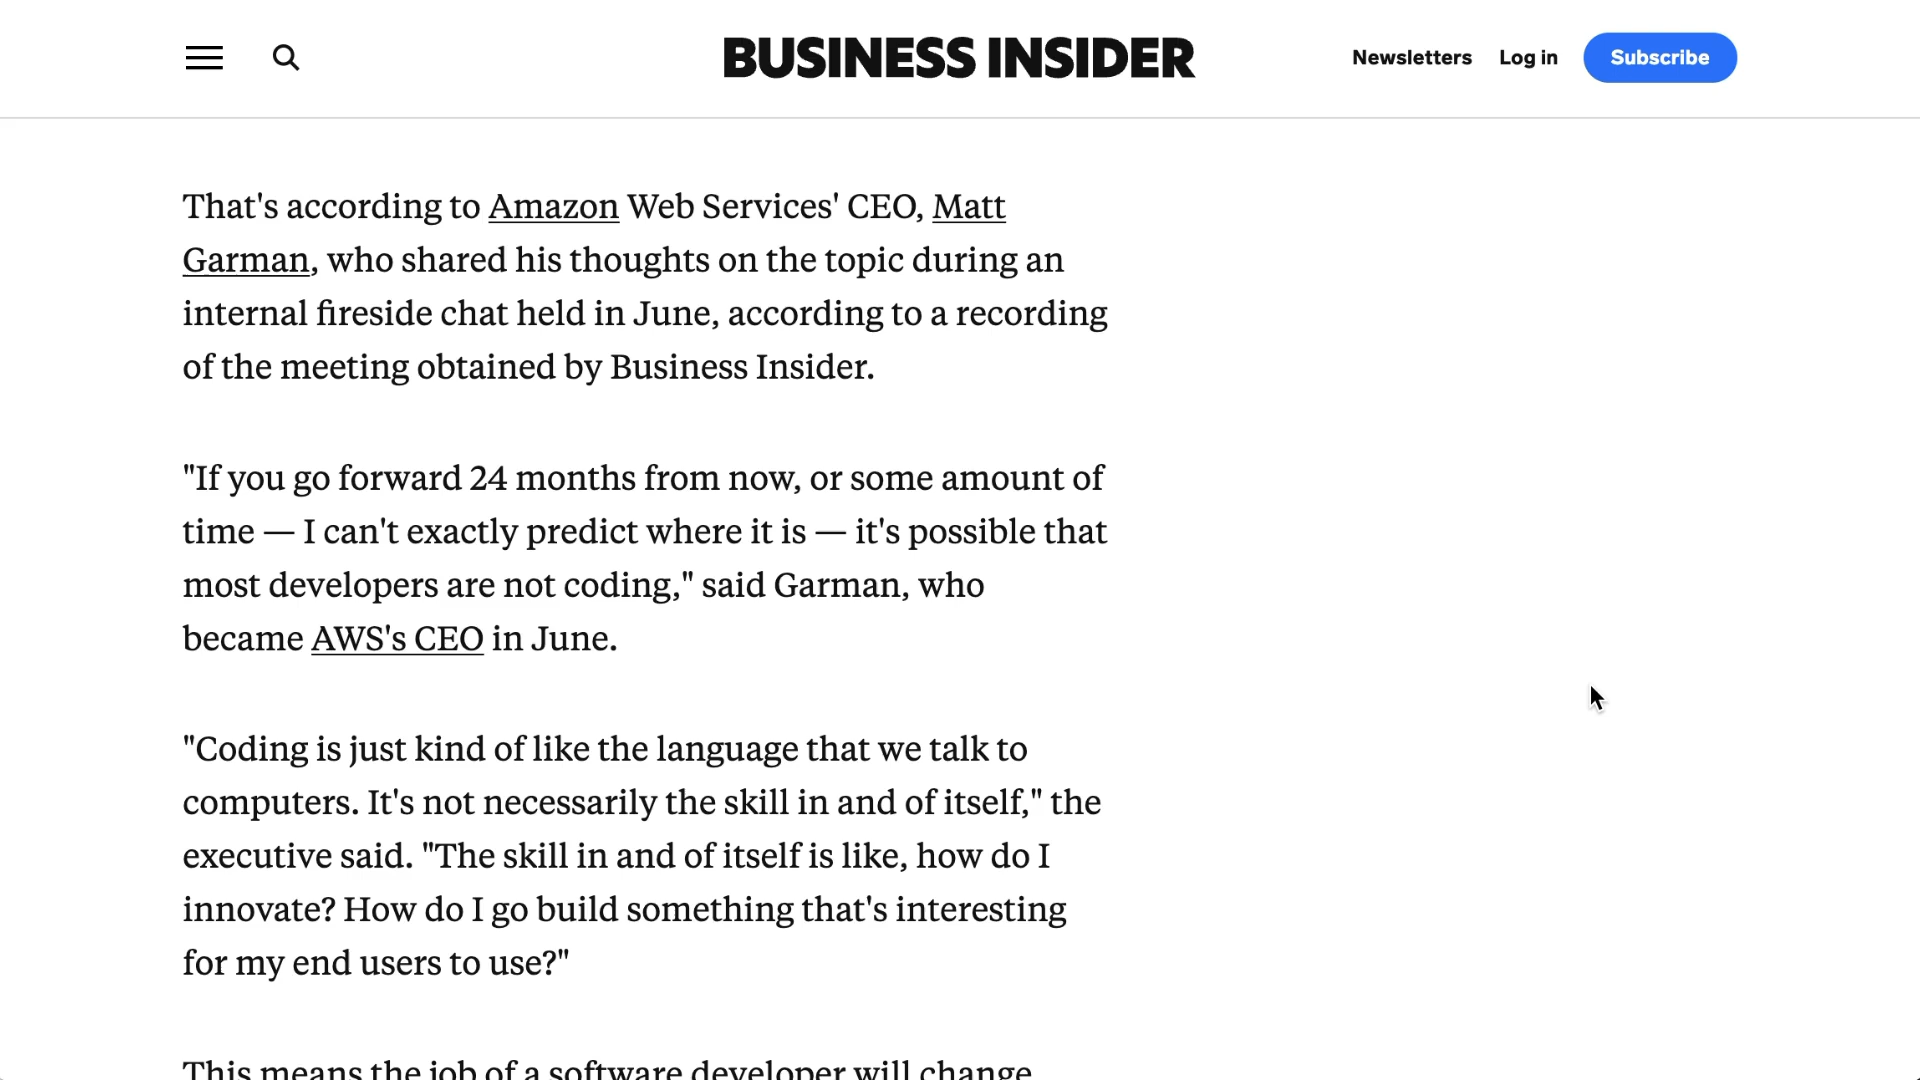 BUSINESS INSIDER
Newsletters
Log in
Subscribe
That's according to Amazon Web Services' CEO, Matt
Garman, who shared his thoughts on the topic during an
internal fireside chat held in June, according to a recording
of the meeting obtained by Business Insider.
"If you go forward 24 months from now, or some amount of
time — I can't exactly predict where it is — it's possible that
most developers are not coding," said Garman, who
became AWS's CEO in June.
"Coding is just kind of like the language that we talk to
computers. It's not necessarily the skill in and of itself," the
executive said. "The skill in and of itself is like, how do I
innovate? How do I go build something that's interesting
for my end users to use?"
This means the job of a software developer will change